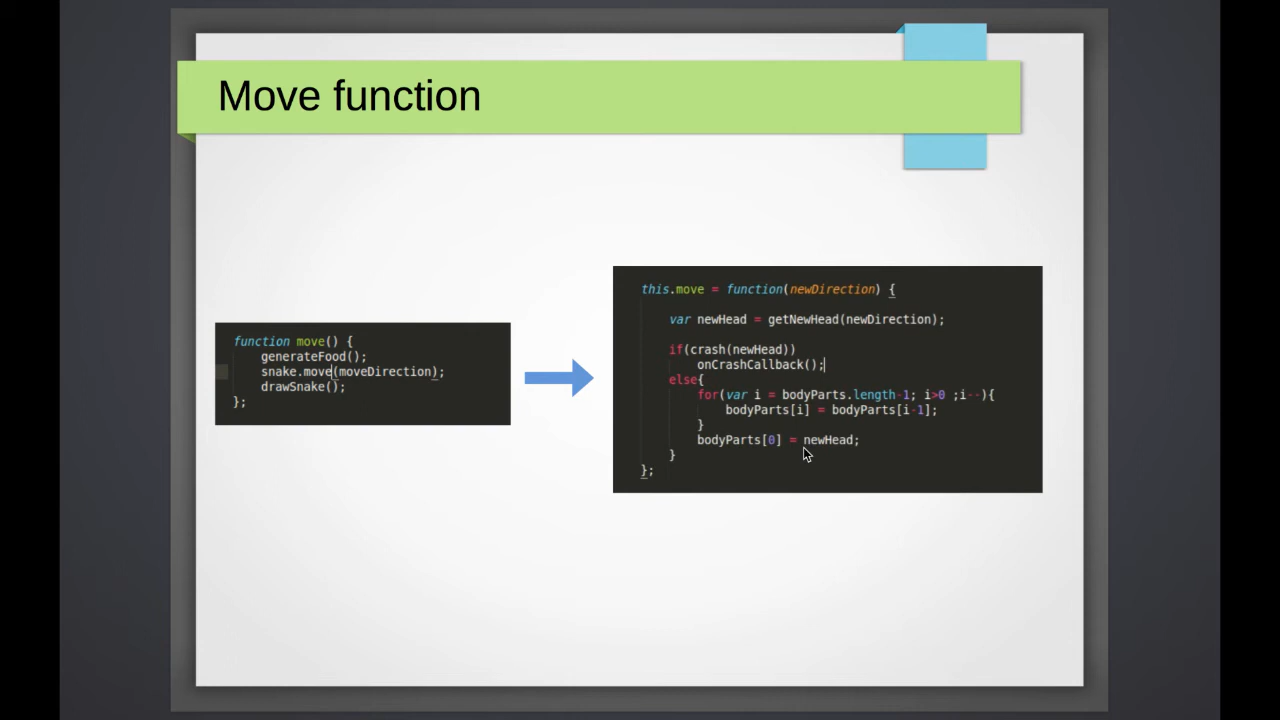 Move function
function move() {
generateFood();
snake.move(moveDirection);
drawSnake();
};
this.move = function(newDirection) {
var newHead = getNewHead(newDirection);
if(crash(newHead))
onCrashCallback();
else{
for(var i = bodyParts.length-1; i>0 ;i--){
bodyParts[i] = bodyParts[i-1];
}
bodyParts[0] = newHead;
}
};